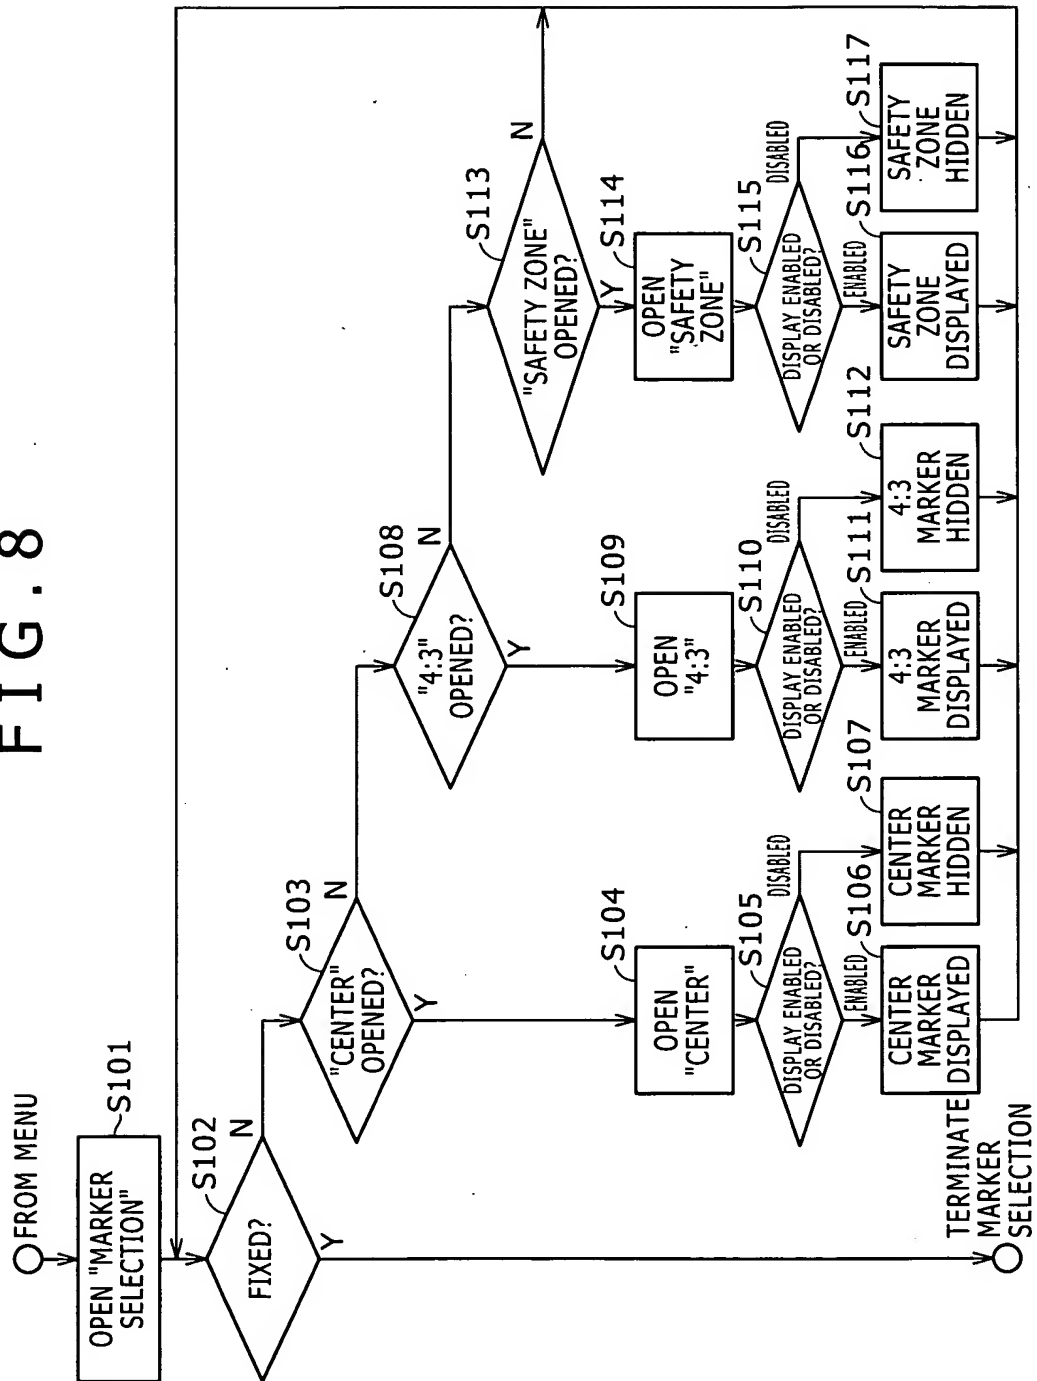 FIG.8
FROM MENU
OPEN "MARKER
SELECTION"
S101
FIXED?
S102
N
Y
"CENTER"
OPENED?
S103
N
Y
"4:3"
OPENED?
S108
N
Y
"SAFETY ZONE"
OPENED?
S113
N
Y
OPEN
"CENTER"
S104
OPEN
"4:3"
S109
OPEN
"SAFETY
ZONE"
S114
DISPLAY ENABLED
OR DISABLED?
S105
DISABLED
ENABLED
DISPLAY ENABLED
OR DISABLED?
S110
DISABLED
ENABLED
DISPLAY ENABLED
OR DISABLED?
S115
DISABLED
ENABLED
CENTER
MARKER
DISPLAYED
S106
CENTER
MARKER
HIDDEN
S107
4:3
MARKER
DISPLAYED
S111
4:3
MARKER
HIDDEN
S112
SAFETY
ZONE
DISPLAYED
S116
SAFETY
ZONE
HIDDEN
S117
TERMINATE
MARKER
SELECTION